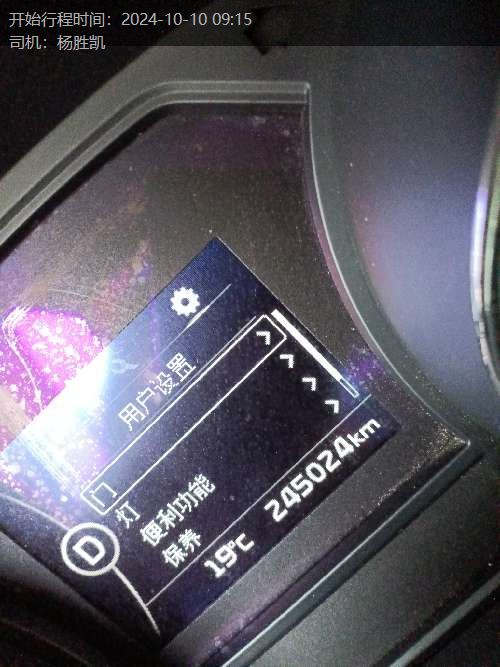 开始行程时间：2024-10-10 09:15
司机：杨胜凯
用户设置
门
灯
便利功能
保养
D
19°C 245024km